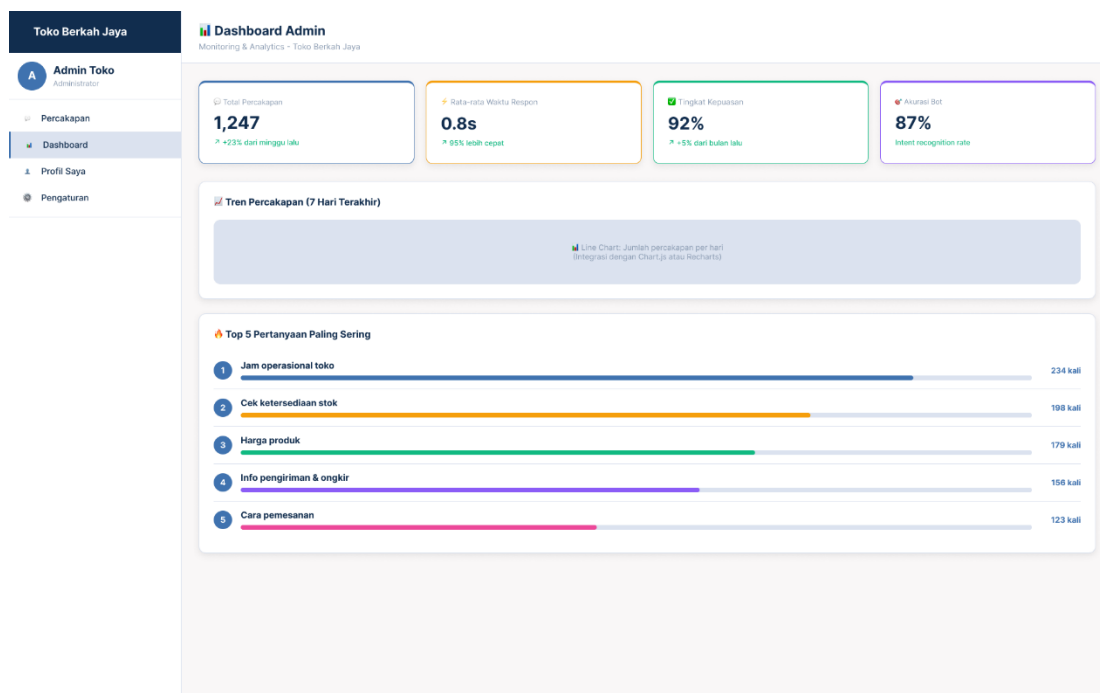 Toko Berkah Jaya
A
Admin Toko
Administrator
Percakapan
Dashboard
Profil Saya
Pengaturan
Dashboard Admin
Monitoring & Analytics - Toko Berkah Jaya
Total Percakapan
1,247
↗ +23% dari minggu lalu
Rata-rata Waktu Respon
0.8s
↗ 95% lebih cepat
Tingkat Kepuasan
92%
↗ +5% dari bulan lalu
Akurasi Bot
87%
Intent recognition rate
Tren Percakapan (7 Hari Terakhir)
Line Chart: Jumlah percakapan per hari
(Integrasi dengan Chart.js atau Recharts)
Top 5 Pertanyaan Paling Sering
1 Jam operasional toko 234 kali
2 Cek ketersediaan stok 198 kali
3 Harga produk 179 kali
4 Info pengiriman & ongkir 156 kali
5 Cara pemesanan 123 kali